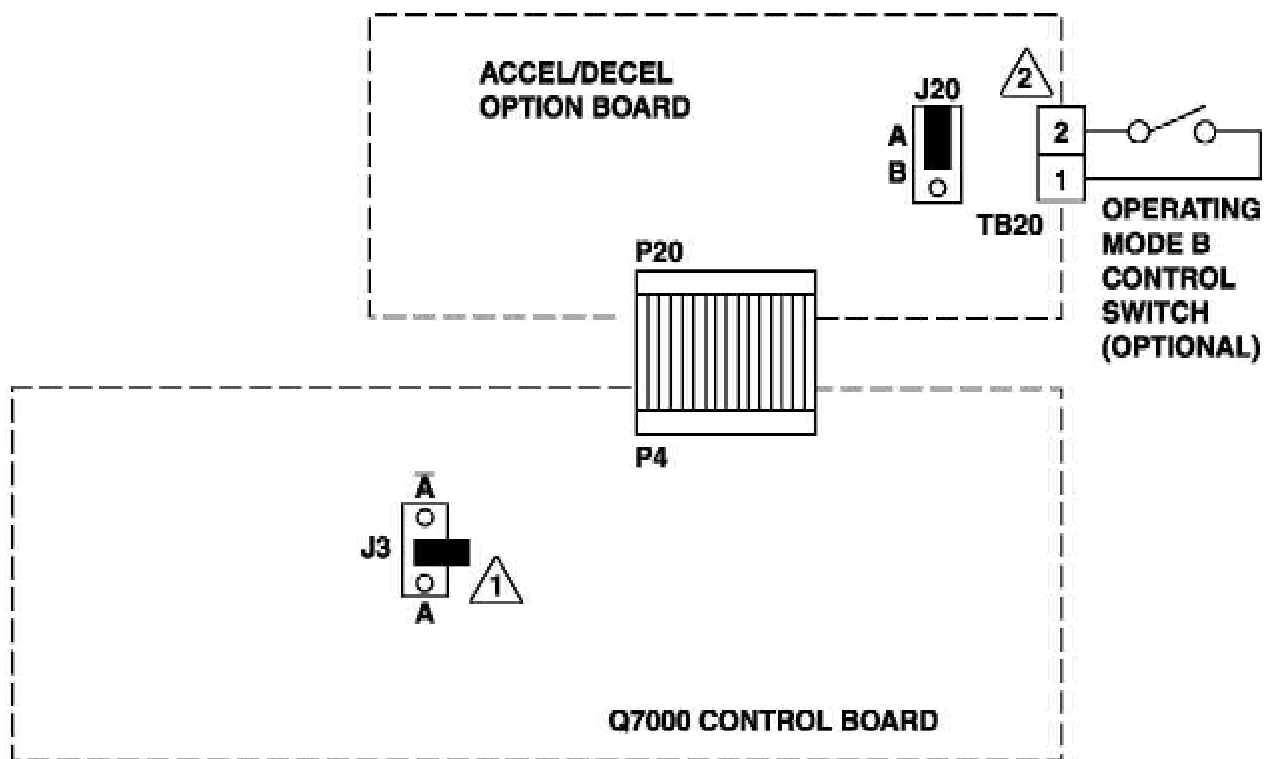 ACCEL/DECEL
OPTION BOARD
J20
A
B
2
2
1
TB20
OPERATING
MODE B
CONTROL
SWITCH
(OPTIONAL)
P20
P4
A̅
J3
1
A
Q7000 CONTROL BOARD